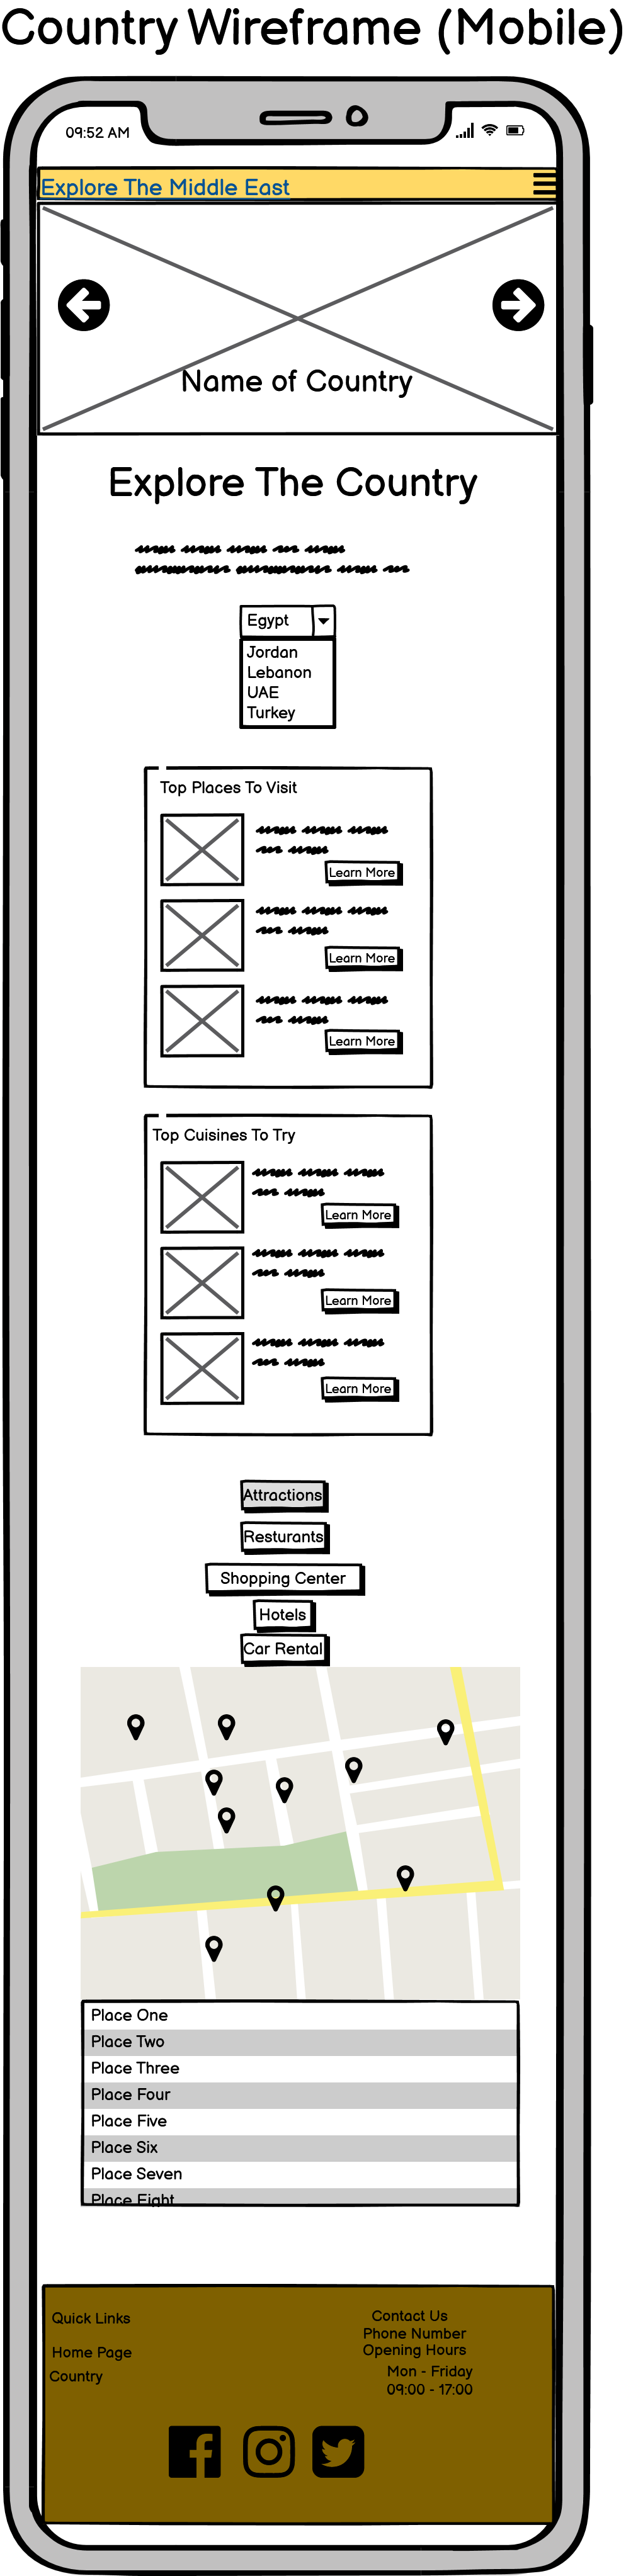 Country Wireframe (Mobile)
09:52 AM
Explore The Middle East
Name of Country
Explore The Country
Egypt
Jordan
Lebanon
UAE
Turkey
Top Places To Visit
Learn More
Learn More
Learn More
Top Cuisines To Try
Learn More
Learn More
Learn More
Attractions
Resturants
Shopping Center
Hotels
Car Rental
Place One
Place Two
Place Three
Place Four
Place Five
Place Six
Place Seven
Place Eight
Quick Links
Home Page
Country
Contact Us
Phone Number
Opening Hours
Mon - Friday
09:00 - 17:00